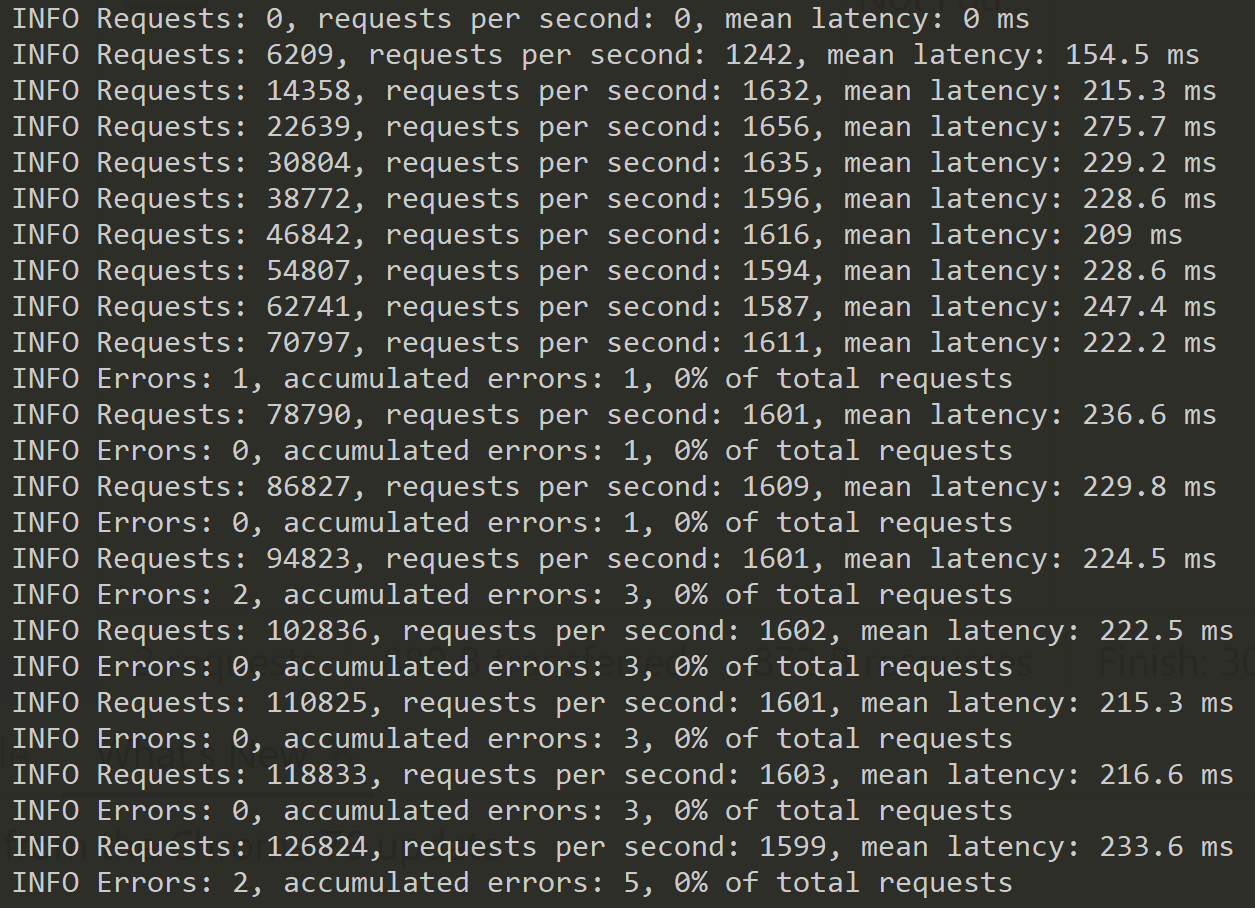 INFO Requests: 0, requests per second: 0, mean latency: 0 ms
INFO Requests: 6209, requests per second: 1242, mean latency: 154.5 ms
INFO Requests: 14358, requests per second: 1632, mean latency: 215.3 ms
INFO Requests: 22639, requests per second: 1656, mean latency: 275.7 ms
INFO Requests: 30804, requests per second: 1635, mean latency: 229.2 ms
INFO Requests: 38772, requests per second: 1596, mean latency: 228.6 ms
INFO Requests: 46842, requests per second: 1616, mean latency: 209 ms
INFO Requests: 54807, requests per second: 1594, mean latency: 228.6 ms
INFO Requests: 62741, requests per second: 1587, mean latency: 247.4 ms
INFO Requests: 70797, requests per second: 1611, mean latency: 222.2 ms
INFO Errors: 1, accumulated errors: 1, 0% of total requests
INFO Requests: 78790, requests per second: 1601, mean latency: 236.6 ms
INFO Errors: 0, accumulated errors: 1, 0% of total requests
INFO Requests: 86827, requests per second: 1609, mean latency: 229.8 ms
INFO Errors: 0, accumulated errors: 1, 0% of total requests
INFO Requests: 94823, requests per second: 1601, mean latency: 224.5 ms
INFO Errors: 2, accumulated errors: 3, 0% of total requests
INFO Requests: 102836, requests per second: 1602, mean latency: 222.5 ms
INFO Errors: 0, accumulated errors: 3, 0% of total requests
INFO Requests: 110825, requests per second: 1601, mean latency: 215.3 ms
INFO Errors: 0, accumulated errors: 3, 0% of total requests
What's New
INFO Requests: 118833, requests per second: 1603, mean latency: 216.6 ms
INFO Errors: 0, accumulated errors: 3, 0% of total requests
INFO Requests: 126824, requests per second: 1599, mean latency: 233.6 ms
INFO Errors: 2, accumulated errors: 5, 0% of total requests